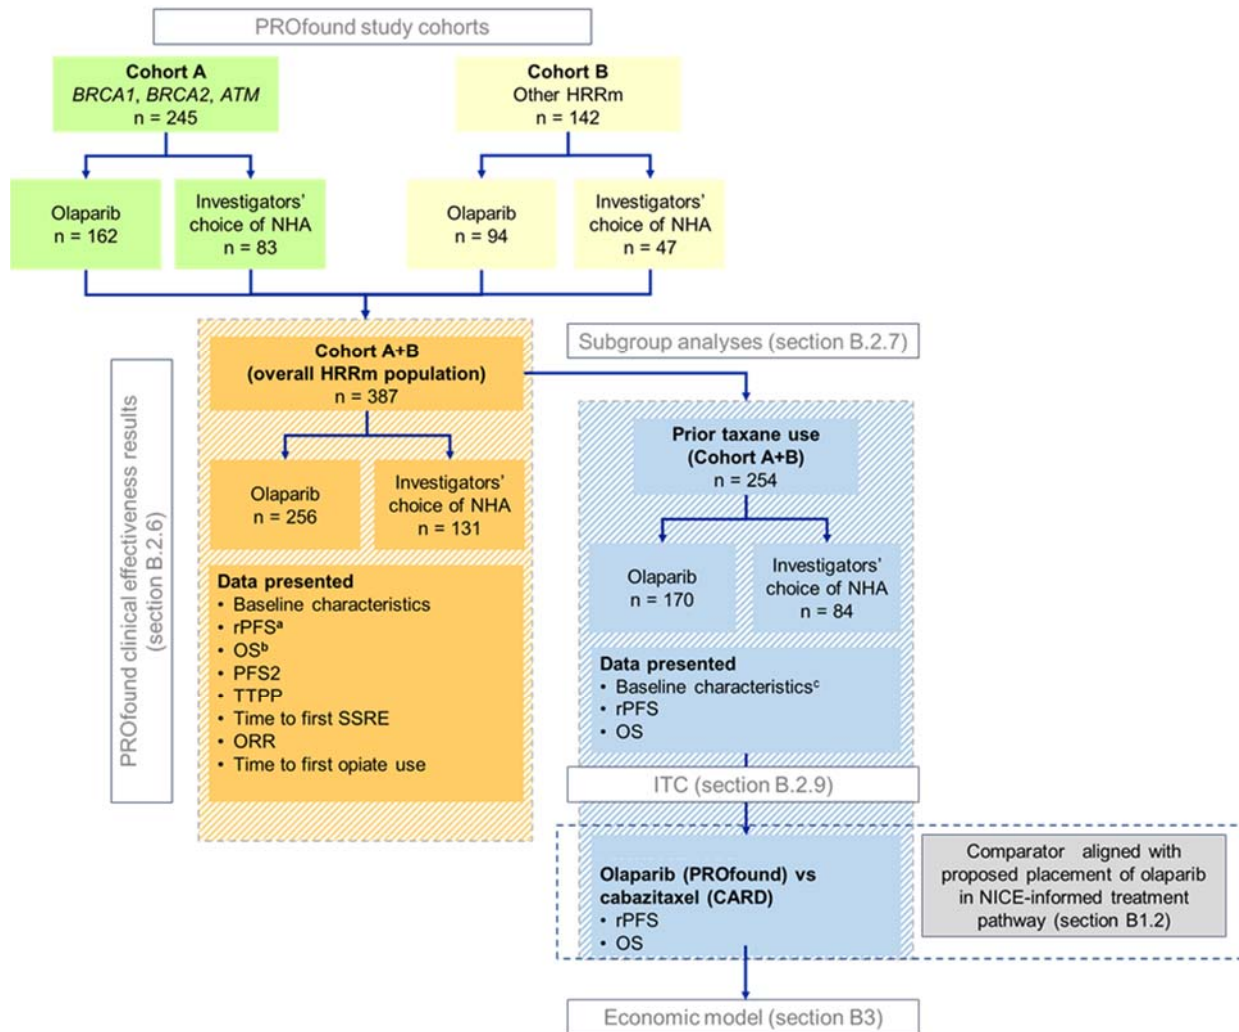 PROfound study cohorts
Cohort A
BRCA1, BRCA2, ATM
n = 245
Cohort B
Other HRRm
n = 142
Olaparib
n = 162
Investigators’
choice of NHA
n = 83
Olaparib
n = 94
Investigators’
choice of NHA
n = 47
PROfound clinical effectiveness results
(section B.2.6)
Cohort A+B
(overall HRRm population)
n = 387
Olaparib
n = 256
Investigators’
choice of NHA
n = 131
Data presented
• Baseline characteristics
• rPFSᵃ
• OSᵇ
• PFS2
• TTPP
• Time to first SSRE
• ORR
• Time to first opiate use
Subgroup analyses (section B.2.7)
Prior taxane use
(Cohort A+B)
n = 254
Olaparib
n = 170
Investigators’
choice of NHA
n = 84
Data presented
• Baseline characteristicsᶜ
• rPFS
• OS
ITC (section B.2.9)
Olaparib (PROfound) vs
cabazitaxel (CARD)
• rPFS
• OS
Comparator aligned with
proposed placement of olaparib
in NICE-informed treatment
pathway (section B1.2)
Economic model (section B3)